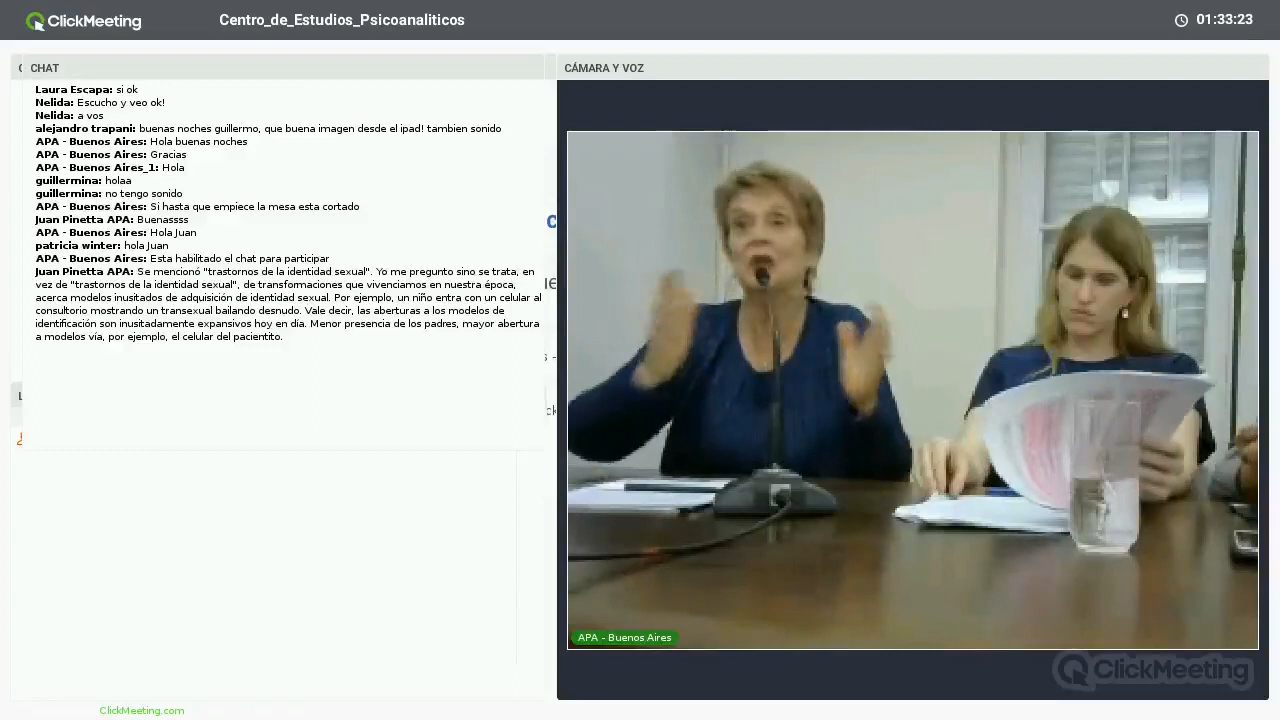 ClickMeeting
Centro_de_Estudios_Psicoanaliticos
01:33:23
CHAT
CÁMARA Y VOZ
Laura Escapa: si ok
Nelida: Escucho y veo ok!
Nelida: a vos
alejandro trapani: buenas noches guillermo, que buena imagen desde el ipad! tambien sonido
APA - Buenos Aires: Hola buenas noches
APA - Buenos Aires: Gracias
APA - Buenos Aires_1: Hola
guillermina: holaa
guillermina: no tengo sonido
APA - Buenos Aires: Si hasta que empiece la mesa esta cortado
Juan Pinetta APA: Buenassss
APA - Buenos Aires: Hola Juan
patricia winter: hola Juan
APA - Buenos Aires: Esta habilitado el chat para participar
Juan Pinetta APA: Se mencionó "trastornos de la identidad sexual". Yo me pregunto sino se trata, en
vez de "trastornos de la identidad sexual", de transformaciones que vivenciamos en nuestra época,
acerca modelos inusitados de adquisición de identidad sexual. Por ejemplo, un niño entra con un celular al
consultorio mostrando un transexual bailando desnudo. Vale decir, las aberturas a los modelos de
identificación son inusitadamente expansivos hoy en día. Menor presencia de los padres, mayor abertura
a modelos vía, por ejemplo, el celular del pacientito.
APA - Buenos Aires
ClickMeeting
ClickMeeting.com